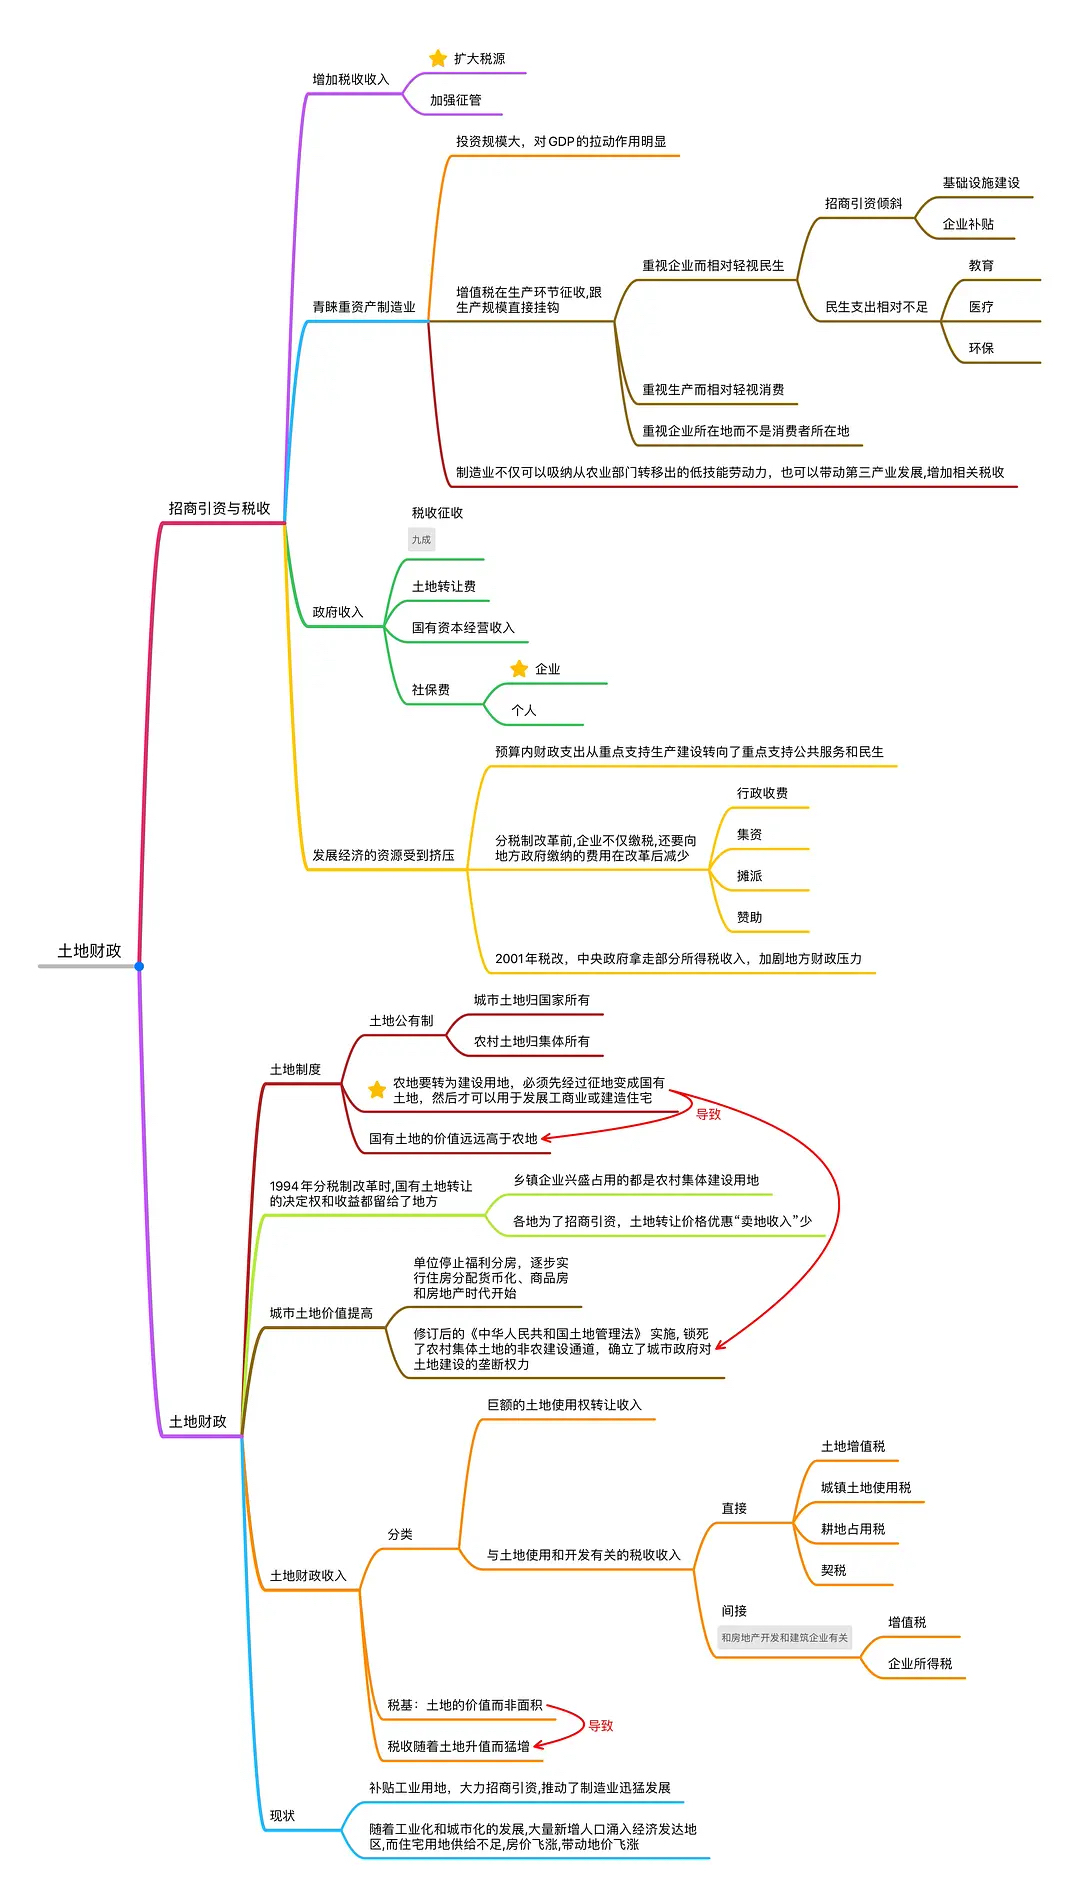 扩大税源
增加税收收入
加强征管
投资规模大，对GDP的拉动作用明显
基础设施建设
招商引资倾斜
企业补贴
重视企业而相对轻视民生
教育
增值税在生产环节征收,跟
生产规模直接挂钩
青睐重资产制造业
民生支出相对不足
医疗
环保
重视生产而相对轻视消费
重视企业所在地而不是消费者所在地
制造业不仅可以吸纳从农业部门转移出的低技能劳动力，也可以带动第三产业发展,增加相关税收
招商引资与税收
税收征收
九成
土地转让费
政府收入
国有资本经营收入
企业
社保费
个人
预算内财政支出从重点支持生产建设转向了重点支持公共服务和民生
行政收费
集资
分税制改革前,企业不仅缴税,还要向
地方政府缴纳的费用在改革后减少
发展经济的资源受到挤压
摊派
赞助
2001年税改，中央政府拿走部分所得税收入，加剧地方财政压力
土地财政
城市土地归国家所有
土地公有制
农村土地归集体所有
土地制度
农地要转为建设用地，必须先经过征地变成国有
土地，然后才可以用于发展工商业或建造住宅
导致
国有土地的价值远远高于农地
乡镇企业兴盛占用的都是农村集体建设用地
1994年分税制改革时,国有土地转让
的决定权和收益都留给了地方
各地为了招商引资，土地转让价格优惠“卖地收入”少
单位停止福利分房，逐步实
行住房分配货币化、商品房
和房地产时代开始
城市土地价值提高
修订后的《中华人民共和国土地管理法》 实施, 锁死
了农村集体土地的非农建设通道，确立了城市政府对
土地建设的垄断权力
巨额的土地使用权转让收入
土地财政
土地增值税
城镇土地使用税
直接
耕地占用税
分类
与土地使用和开发有关的税收收入
契税
土地财政收入
间接
和房地产开发和建筑企业有关
增值税
企业所得税
税基：土地的价值而非面积
导致
税收随着土地升值而猛增
补贴工业用地，大力招商引资,推动了制造业迅猛发展
现状
随着工业化和城市化的发展,大量新增人口涌入经济发达地
区,而住宅用地供给不足,房价飞涨,带动地价飞涨